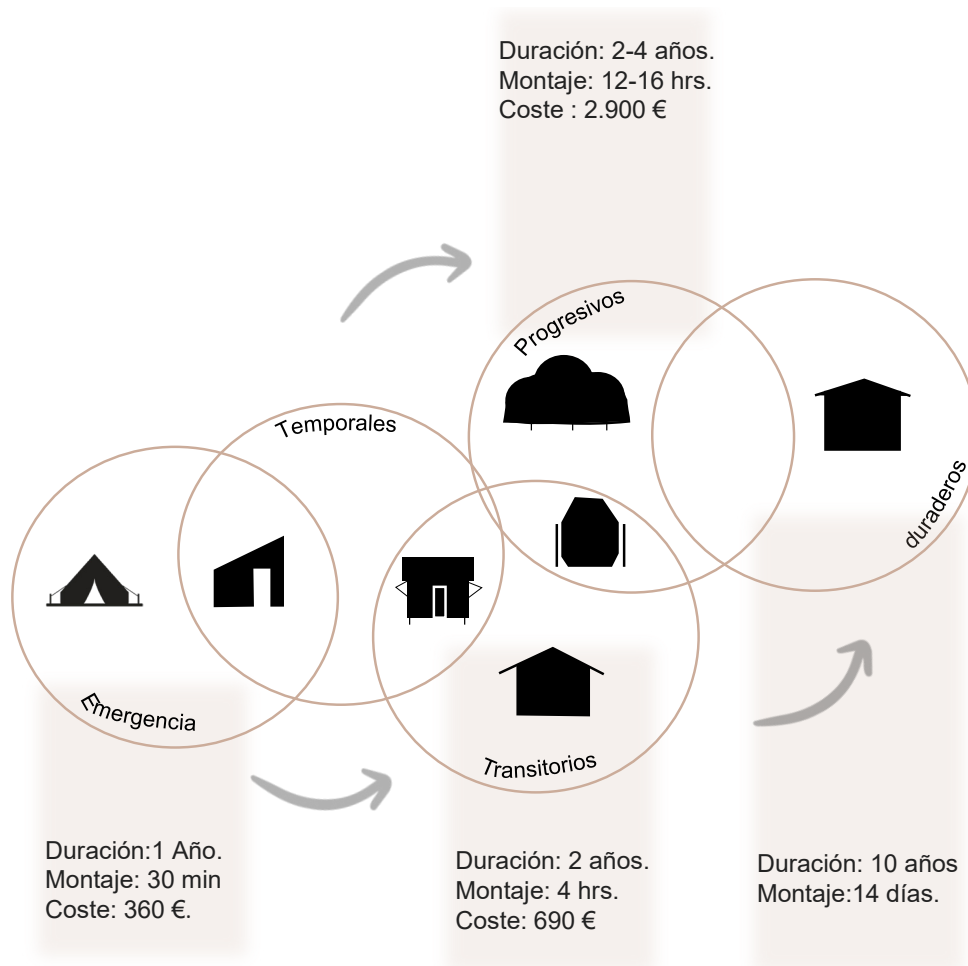 Duración: 2-4 años.
Montaje: 12-16 hrs.
Coste : 2.900 €
Progresivos
Temporales
duraderos
Emergencia
Transitorios
Duración:1 Año.
Montaje: 30 min
Coste: 360 €.
Duración: 2 años.
Montaje: 4 hrs.
Coste: 690 €
Duración: 10 años
Montaje:14 días.